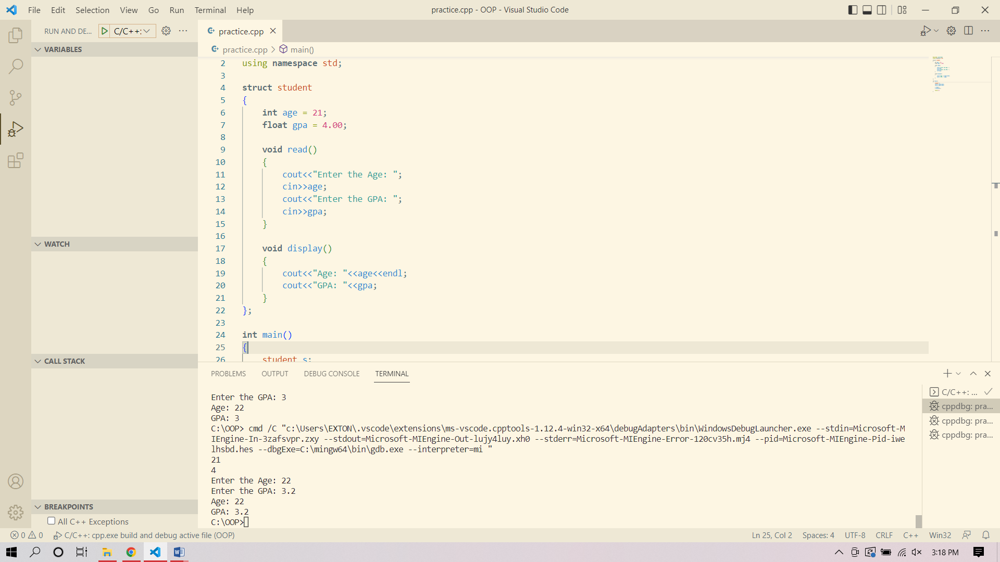 File Edit Selection View Go Run Terminal Help
practice.cpp - OOP - Visual Studio Code
RUN AND DE... C/C++:
practice.cpp
practice.cpp > main()
VARIABLES
WATCH
CALL STACK
BREAKPOINTS
All C++ Exceptions
2 using namespace std;
3
4 struct student
5 {
6     int age = 21;
7     float gpa = 4.00;
8
9     void read()
10     {
11         cout<<"Enter the Age: ";
12         cin>>age;
13         cout<<"Enter the GPA: ";
14         cin>>gpa;
15     }
16
17     void display()
18     {
19         cout<<"Age: "<<age<<endl;
20         cout<<"GPA: "<<gpa;
21     }
22 };
23
24 int main()
25 {
26     student s;
PROBLEMS OUTPUT DEBUG CONSOLE TERMINAL
Enter the GPA: 3
Age: 22
GPA: 3
C:\OOP> cmd /C "c:\Users\EXTON\.vscode\extensions\ms-vscode.cpptools-1.12.4-win32-x64\debugAdapters\bin\WindowsDebugLauncher.exe --stdin=Microsoft-M
IEngine-In-3zafsvpr.zxy --stdout=Microsoft-MIEngine-Out-lujy4luy.xh0 --stderr=Microsoft-MIEngine-Error-120cv35h.mj4 --pid=Microsoft-MIEngine-Pid-iwe
lhsbd.hes --dbgExe=C:\mingw64\bin\gdb.exe --interpreter=mi "
21
4
Enter the Age: 22
Enter the GPA: 3.2
Age: 22
GPA: 3.2
C:\OOP>
C/C++: ...
cppdbg: pra...
cppdbg: pra...
cppdbg: pra...
0 0 C/C++: cpp.exe build and debug active file (OOP)
Ln 25, Col 2 Spaces: 4 UTF-8 CRLF C++ Win32
3:18 PM